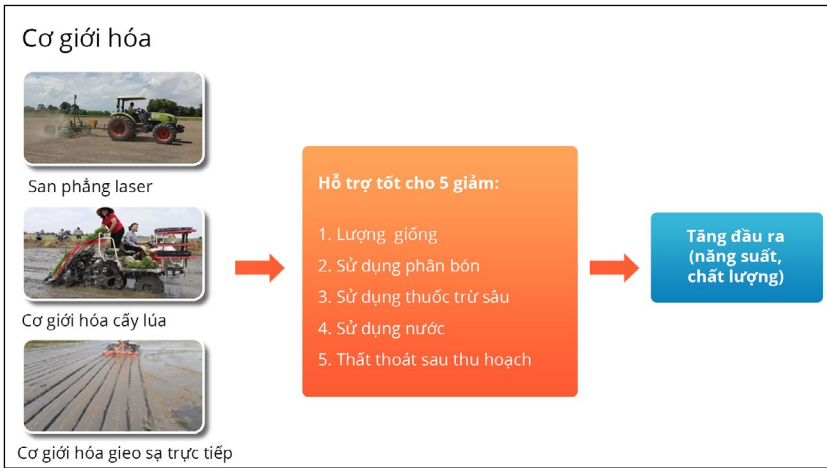 Cơ giới hóa
San phẳng laser
Cơ giới hóa cấy lúa
Cơ giới hóa gieo sạ trực tiếp
Hỗ trợ tốt cho 5 giảm:
1. Lượng giống
2. Sử dụng phân bón
3. Sử dụng thuốc trừ sâu
4. Sử dụng nước
5. Thất thoát sau thu hoạch
Tăng đầu ra
(năng suất,
chất lượng)